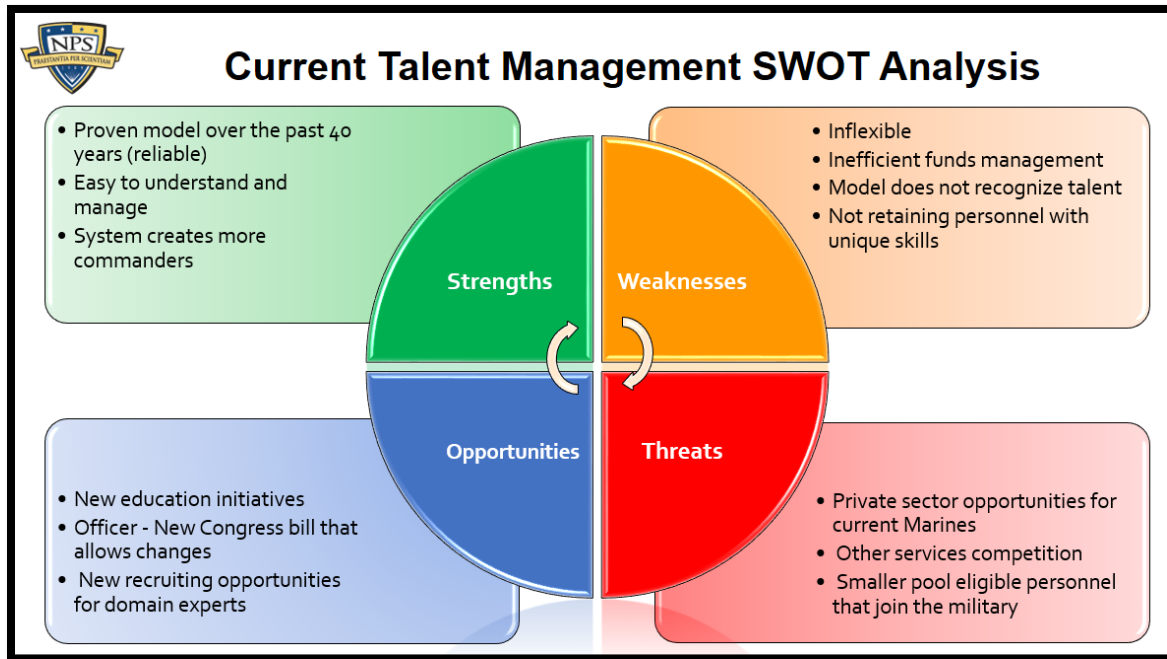 NPS
PRAESTANTIA PER SCIENTIAM
Current Talent Management SWOT Analysis
• Proven model over the past 40
years (reliable)
• Easy to understand and
manage
• System creates more
commanders
• Inflexible
• Inefficient funds management
• Model does not recognize talent
• Not retaining personnel with
unique skills
Strengths
Weaknesses
Opportunities
Threats
• New education initiatives
• Officer - New Congress bill that
allows changes
• New recruiting opportunities
for domain experts
• Private sector opportunities for
current Marines
• Other services competition
• Smaller pool eligible personnel
that join the military